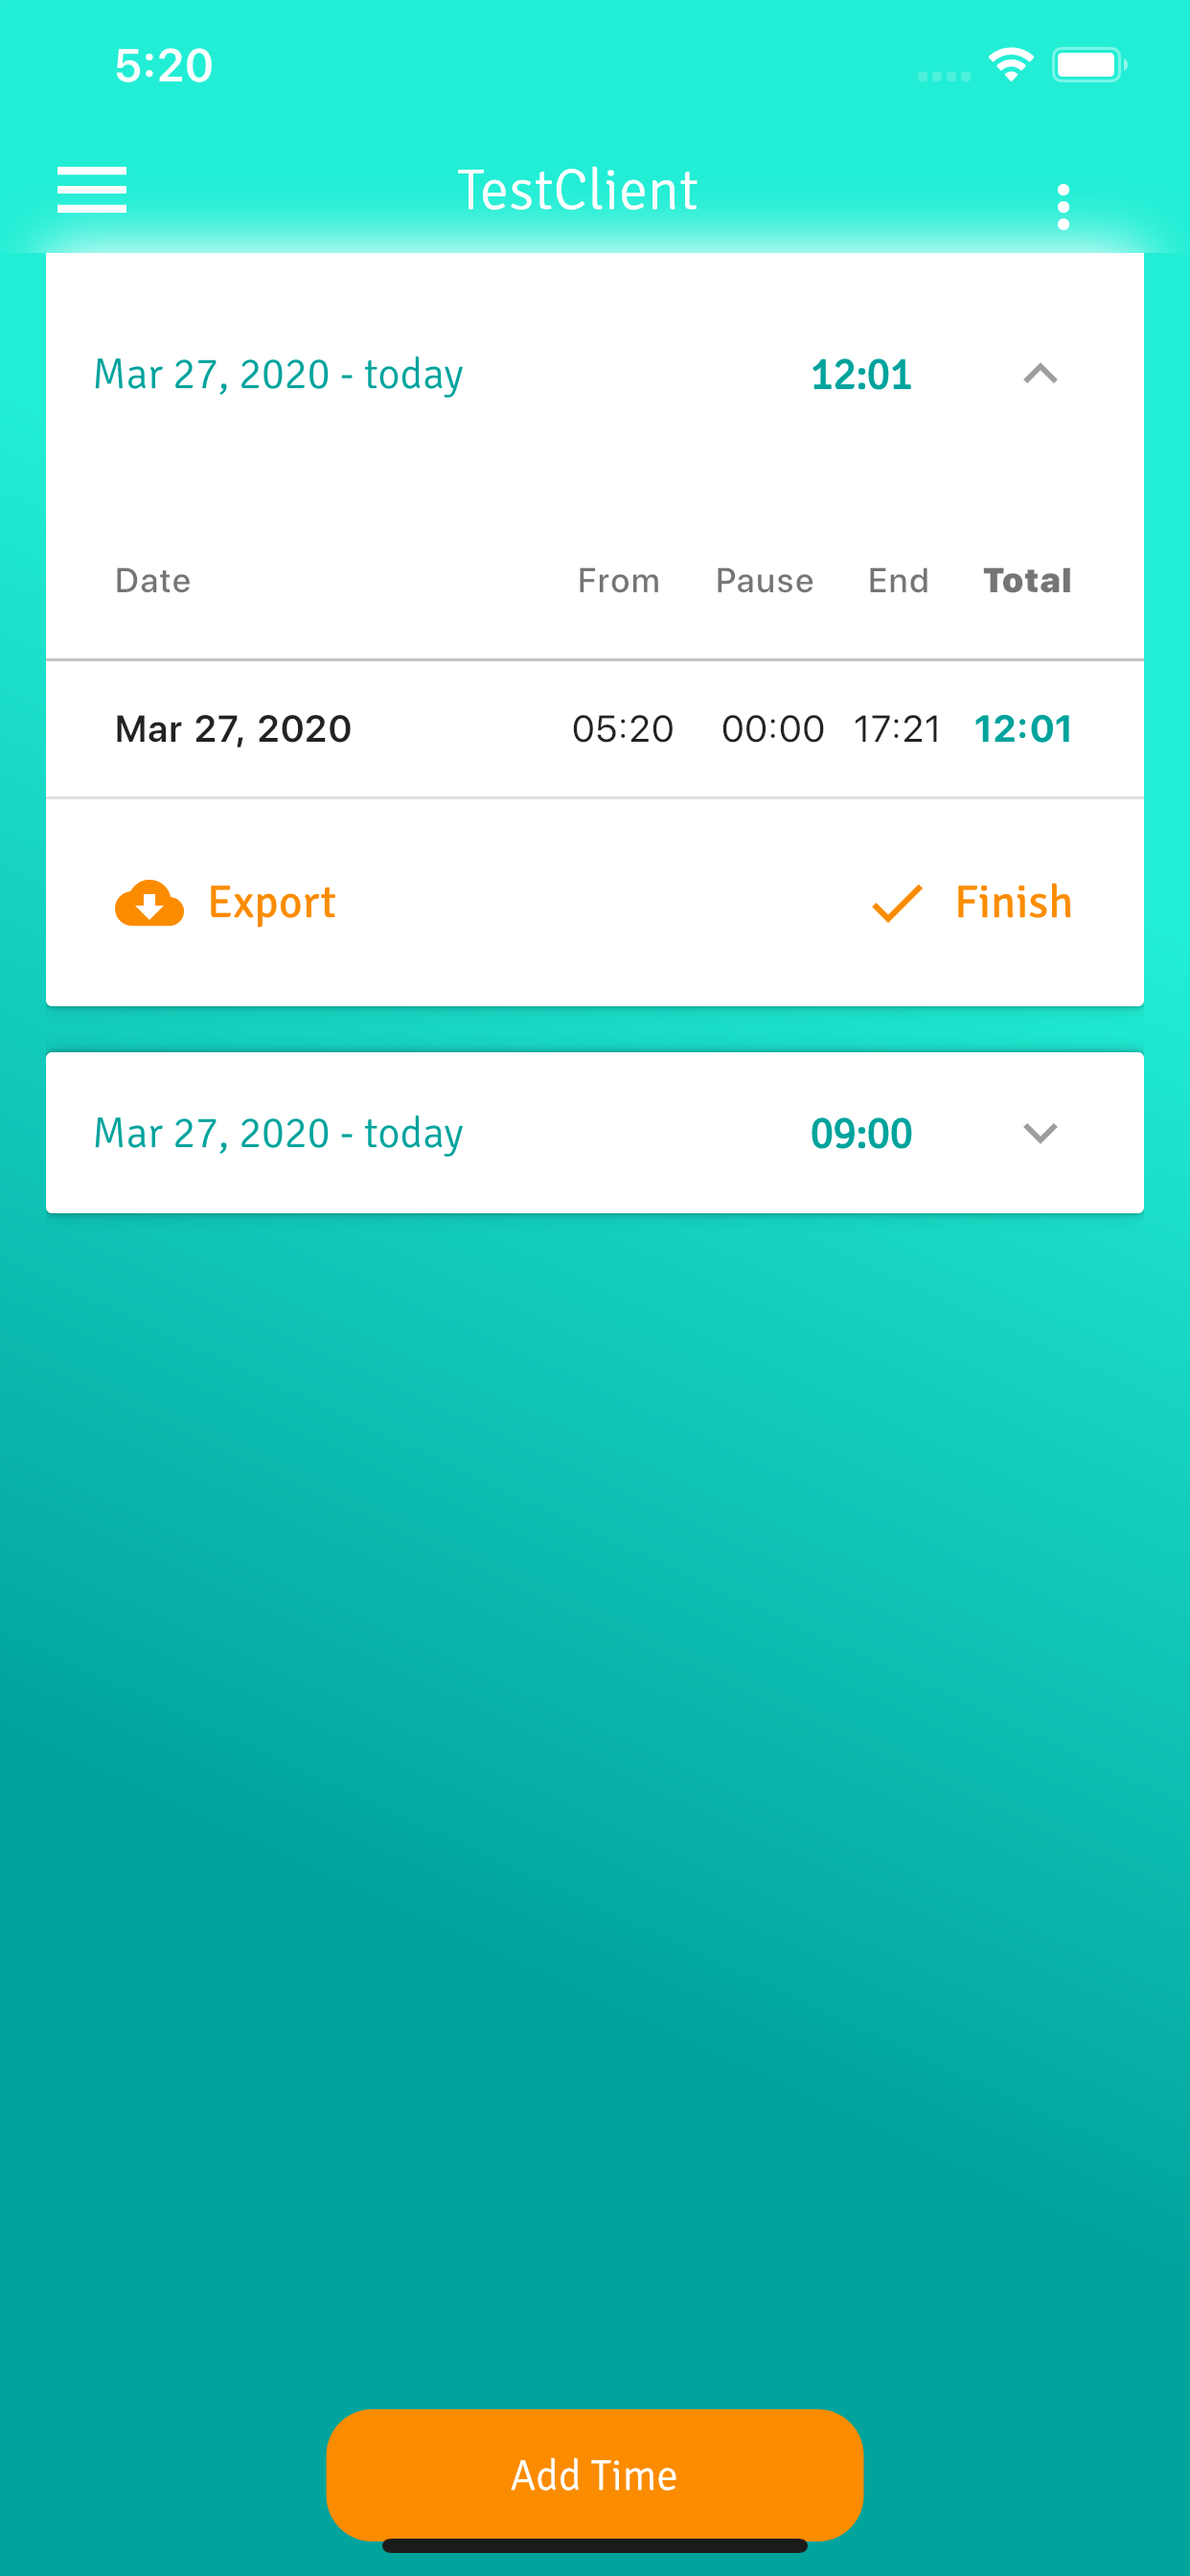 5:20
TestClient
Mar 27, 2020 - today 12:01
Date From Pause End Total
Mar 27, 2020 05:20 00:00 17:21 12:01
Export Finish
Mar 27, 2020 - today 09:00
Add Time